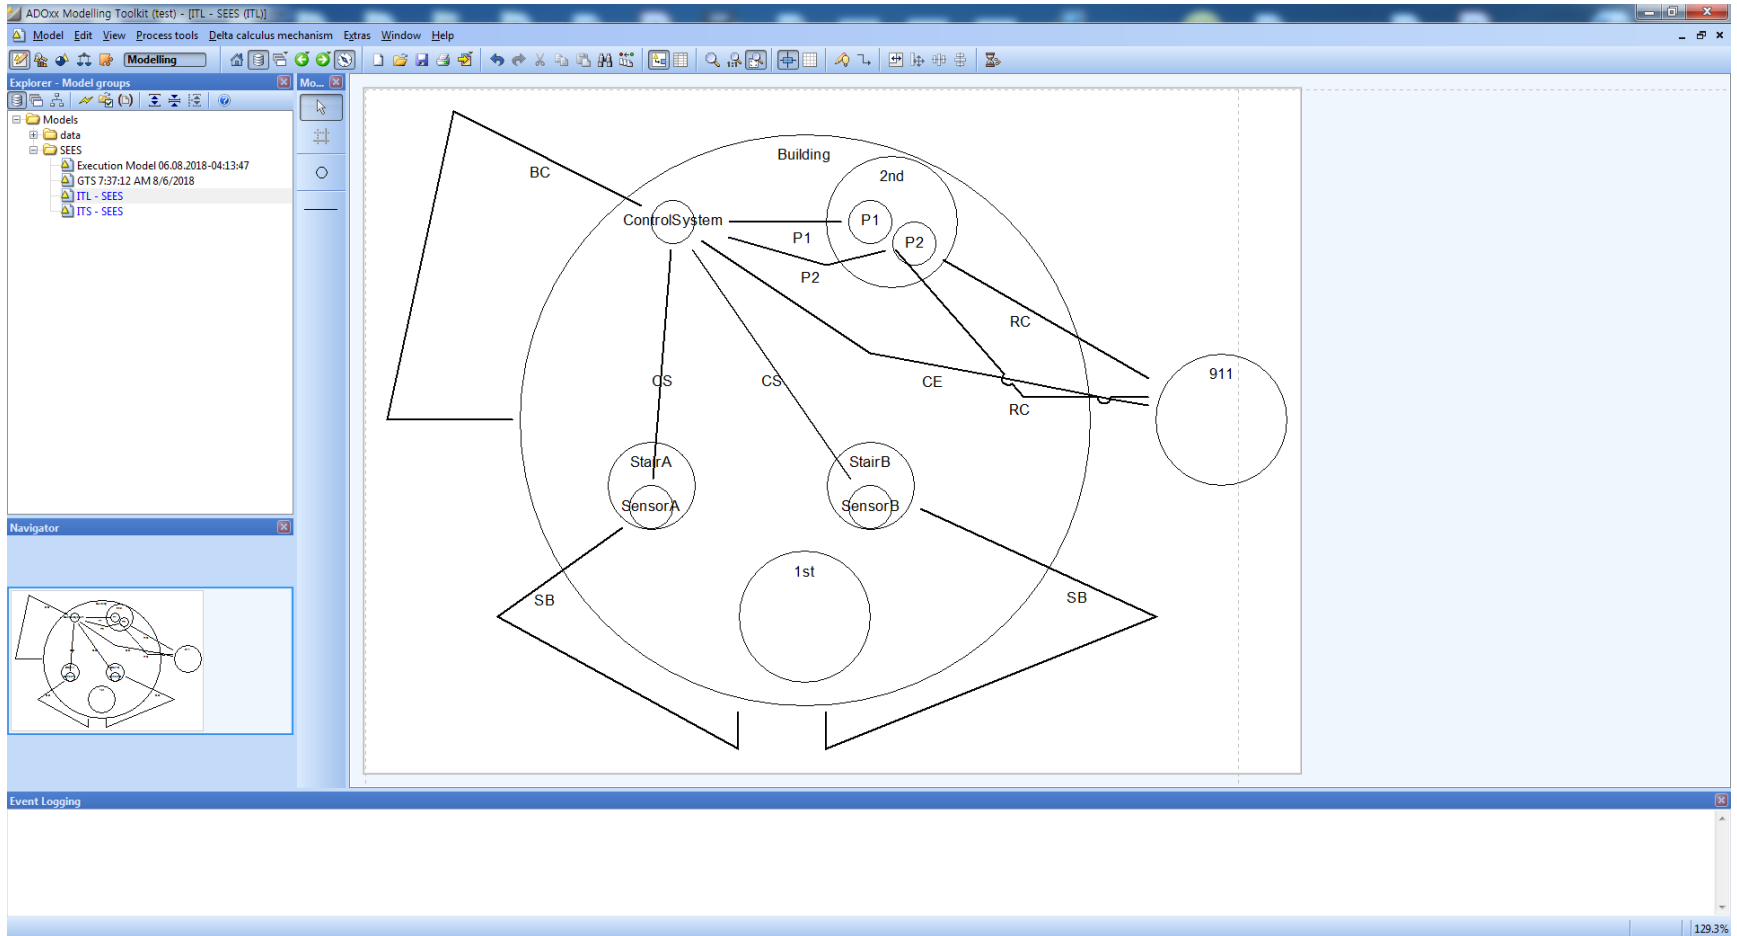 ADOxx Modelling Toolkit (test) - [ITL - SEES (ITL)]
Model Edit View Process tools Delta calculus mechanism Extras Window Help
Modelling
Explorer - Model groups
Mo...
Models
data
SEES
Execution Model 06.08.2018-04:13:47
GTS 7:37:12 AM 8/6/2018
ITL - SEES
ITS - SEES
Navigator
Building
BC
2nd
ControlSystem
P1
P1
P2
P2
RC
911
CS
CS
CE
RC
StairA
StairB
SensorA
SensorB
1st
SB
SB
Event Logging
129.3%